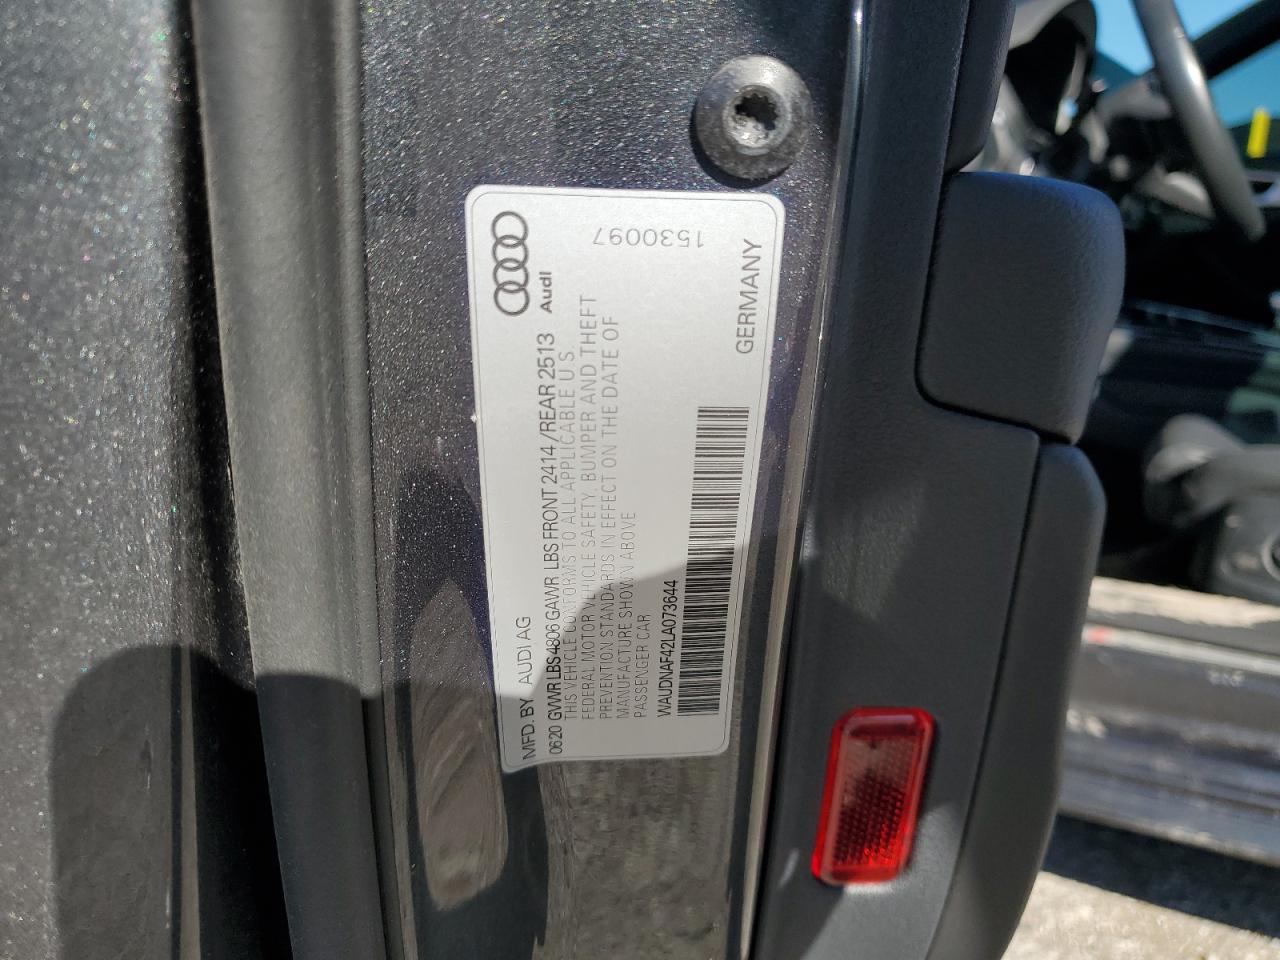 MFD. BY AUDI AG
Audi
0620 GVWR LBS 4806 GAWR LBS FRONT 2414/REAR 2513
THIS VEHICLE CONFORMS TO ALL APPLICABLE U S
FEDERAL MOTOR VEHICLE SAFETY, BUMPER AND THEFT
PREVENTION STANDARDS IN EFFECT ON THE DATE OF
MANUFACTURE SHOWN ABOVE
PASSENGER CAR
1530097
WAUDNAF42LA073644
GERMANY